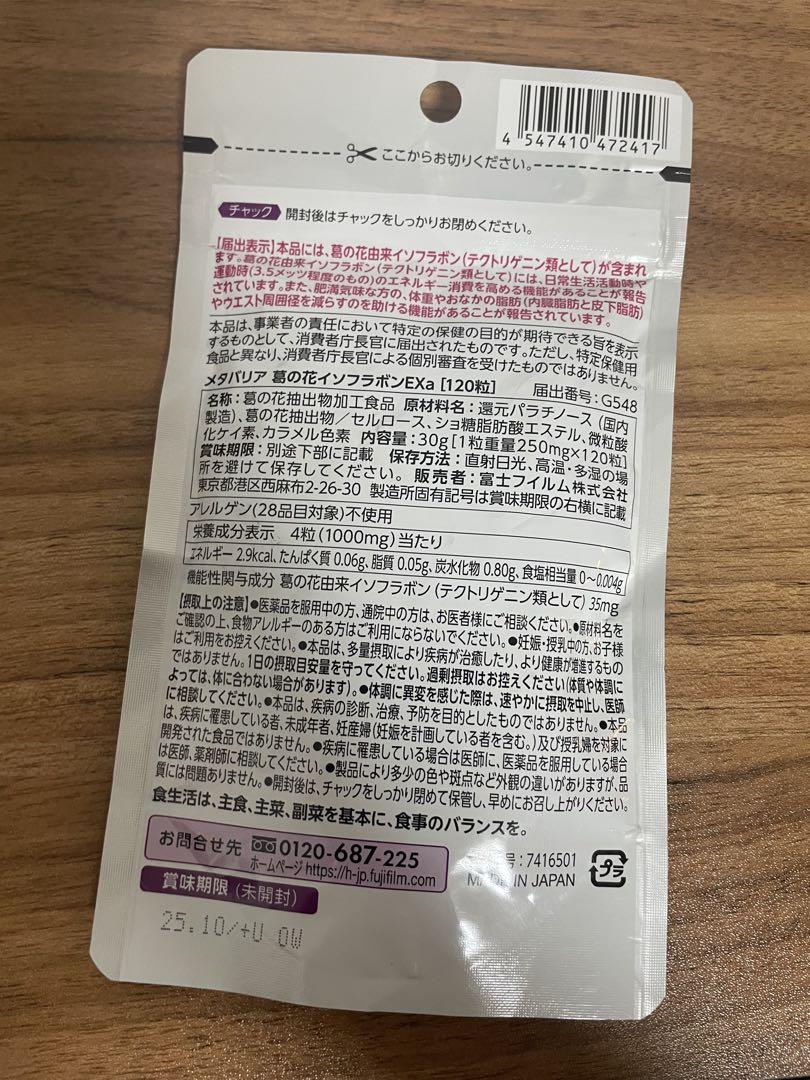 4 547410 472417
ここからお切りください。
チャック 開封後はチャックをしっかりお閉めください。
【届出表示】本品には、葛の花由来イソフラボン(テクトリゲニン類として)が含まれ
ます。葛の花由来イソフラボン(テクトリゲニン類として)には、日常生活活動時や
運動時(3.5メッツ程度のもの)のエネルギー消費を高める機能があることが報告
されています。また、肥満気味な方の、体重やおなかの脂肪(内臓脂肪と皮下脂肪)
やウエスト周囲径を減らすのを助ける機能があることが報告されています。
本品は、事業者の責任において特定の保健の目的が期待できる旨を表示
するものとして、消費者庁長官に届出されたものです。ただし、特定保健用
食品と異なり、消費者庁長官による個別審査を受けたものではありません。
メタバリア 葛の花イソフラボンEXa [120粒] 届出番号:G548
名称:葛の花抽出物加工食品 原材料名:還元パラチノース(国内
製造)、葛の花抽出物/セルロース、ショ糖脂肪酸エステル、微粒酸
化ケイ素、カラメル色素 内容量:30g[1粒重量250mg×120粒]
賞味期限:別途下部に記載 保存方法:直射日光、高温・多湿の場
所を避けて保存してください。 販売者:富士フイルム株式会社
東京都港区西麻布2-26-30 製造所固有記号は賞味期限の右横に記載
アレルゲン(28品目対象)不使用
栄養成分表示 4粒(1000mg)当たり
エネルギー 2.9kcal、たんぱく質 0.06g、脂質 0.05g、炭水化物 0.80g、食塩相当量 0～0.004g
機能性関与成分 葛の花由来イソフラボン(テクトリゲニン類として) 35mg
【摂取上の注意】●医薬品を服用中の方、通院中の方は、お医者様にご相談ください。●原材料名を
ご確認の上、食物アレルギーのある方はご利用にならないでください。●妊娠・授乳中の方、お子様
はご利用をお控えください。●本品は、多量摂取により疾病が治癒したり、より健康が増進するもの
ではありません。1日の摂取目安量を守ってください。過剰摂取はお控えください(体質や体調に
よっては、体に合わない場合があります)。●体調に異変を感じた際は、速やかに摂取を中止し、医師
に相談してください。●本品は、疾病の診断、治療、予防を目的としたものではありません。●本品
は、疾病に罹患している者、未成年者、妊産婦(妊娠を計画している者を含む。)及び授乳婦を対象に
開発された食品ではありません。●疾病に罹患している場合は医師に、医薬品を服用している場合
は医師、薬剤師に相談してください。●製品により多少の色や斑点など外観の違いがありますが、品
質には問題ありません。●開封後は、チャックをしっかり閉めて保管し、早めにお召し上がりください。
食生活は、主食、主菜、副菜を基本に、食事のバランスを。
お問合せ先 0120-687-225
ホームページ https://h-jp.fujifilm.com
号:7416501
MADE IN JAPAN
プラ
賞味期限(未開封)
25.10/+U 0W